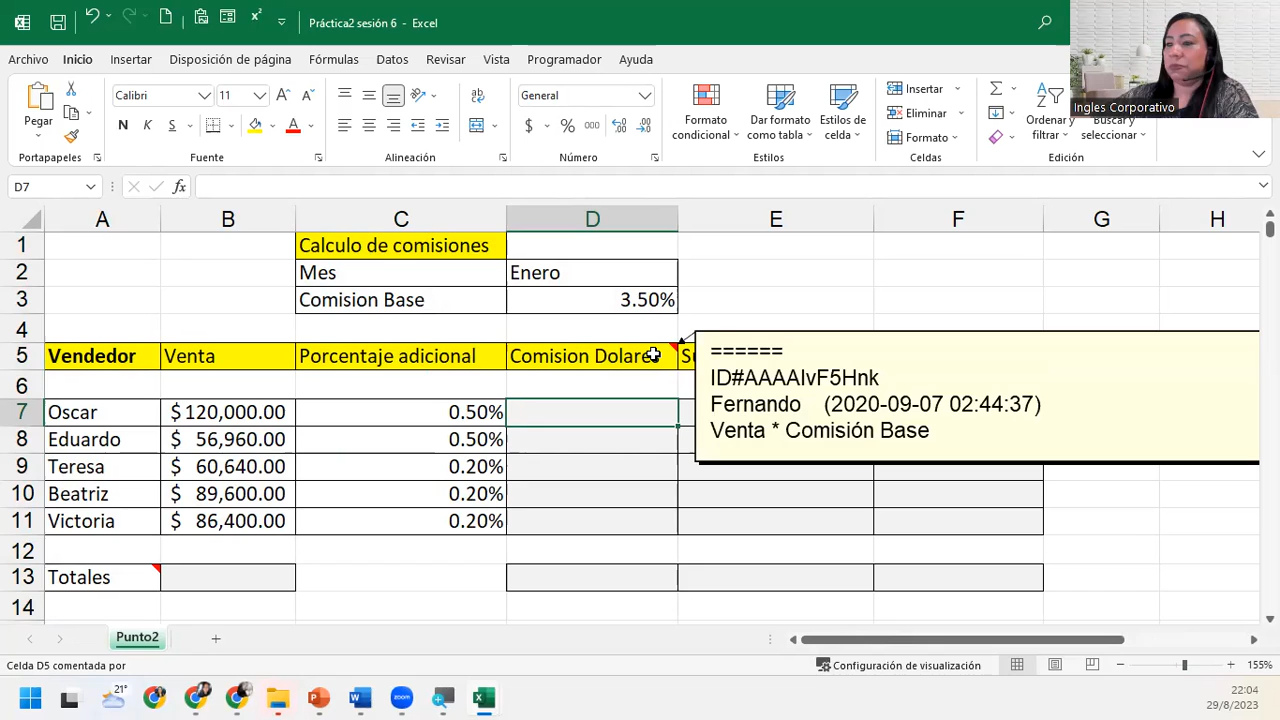 Práctica2 sesión 6 - Excel
Archivo Inicio Insertar Disposición de página Fórmulas Datos Revisar Vista Programador Ayuda
Pegar
Calibri 11
General
Formato condicional
Dar formato como tabla
Estilos de celda
Insertar
Eliminar
Formato
Ordenar y filtrar
Buscar y seleccionar
Portapapeles Fuente Alineación Número Estilos Celdas Edición
Ingles Corporativo
D7 fx
A B C D E F G H
1 Calculo de comisiones
2 Mes Enero
3 Comision Base 3.50%
4
5 Vendedor Venta Porcentaje adicional Comision Dolare
6
7 Oscar $ 120,000.00 0.50%
8 Eduardo $ 56,960.00 0.50%
9 Teresa $ 60,640.00 0.20%
10 Beatriz $ 89,600.00 0.20%
11 Victoria $ 86,400.00 0.20%
12
13 Totales
14
======
ID#AAAAIvF5Hnk
Fernando (2020-09-07 02:44:37)
Venta * Comisión Base
Punto2
Celda D5 comentada por
Configuración de visualización
155%
21°
22:04
29/8/2023